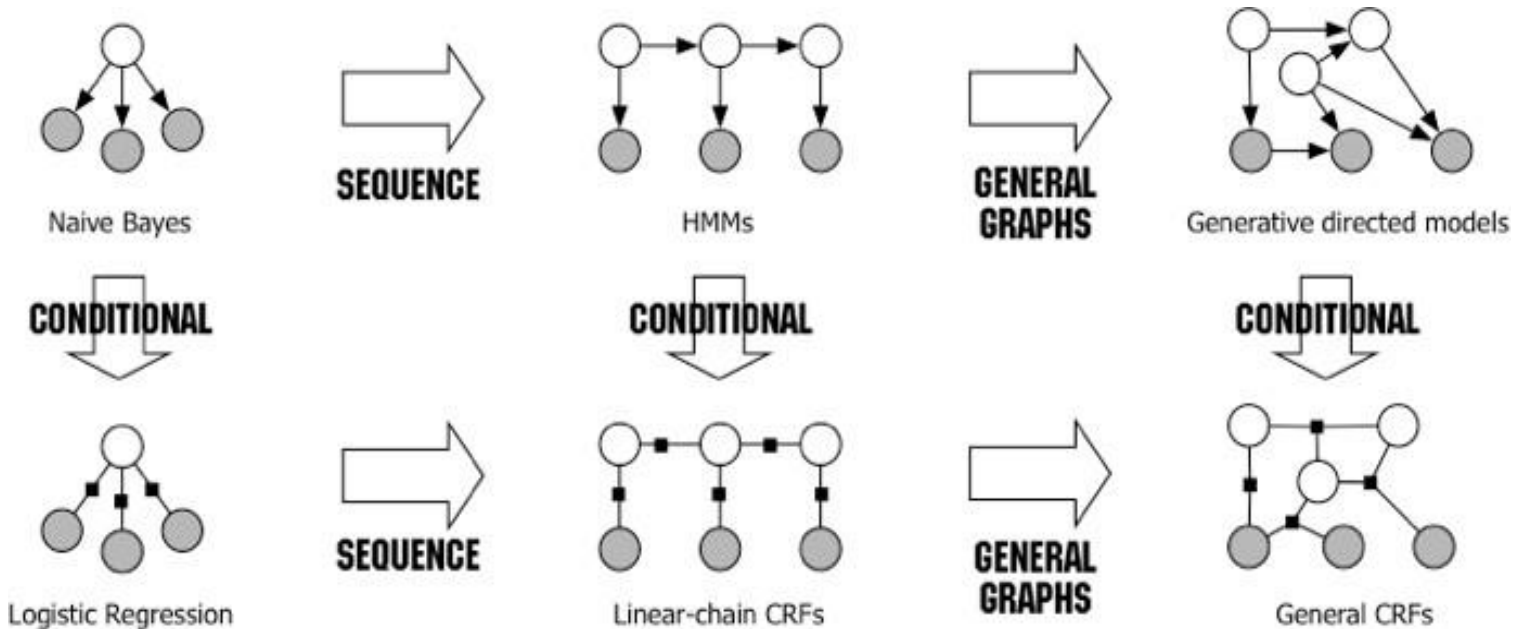 SEQUENCE
GENERAL
GRAPHS
Naive Bayes
HMMs
Generative directed models
CONDITIONAL
CONDITIONAL
CONDITIONAL
SEQUENCE
GENERAL
GRAPHS
Logistic Regression
Linear-chain CRFs
General CRFs